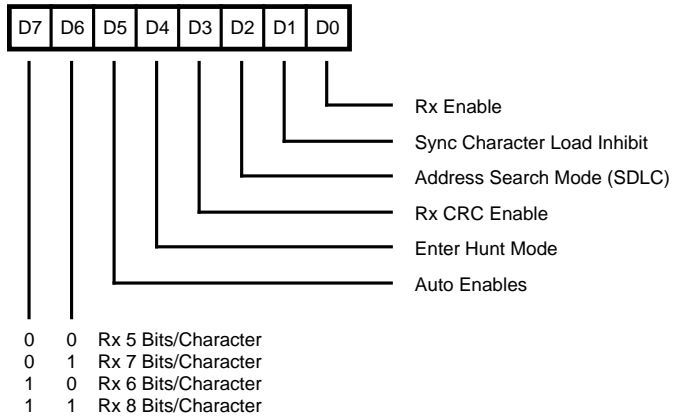 D7 D6 D5 D4 D3 D2 D1 D0
Rx Enable
Sync Character Load Inhibit
Address Search Mode (SDLC)
Rx CRC Enable
Enter Hunt Mode
Auto Enables
0 0 Rx 5 Bits/Character
0 1 Rx 7 Bits/Character
1 0 Rx 6 Bits/Character
1 1 Rx 8 Bits/Character